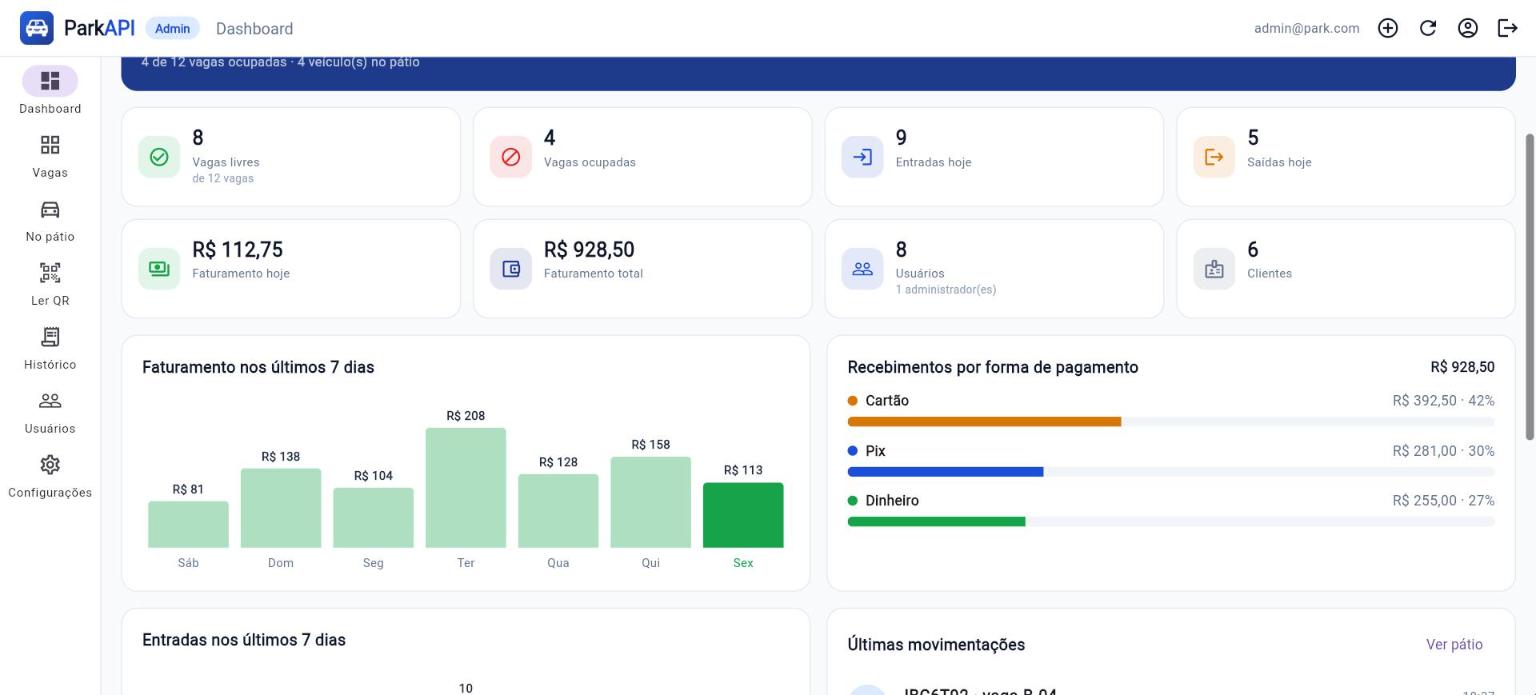 ParkAPI Admin Dashboard admin@park.com
4 de 12 vagas ocupadas · 4 veículo(s) no pátio
Dashboard
Vagas
No pátio
Ler QR
Histórico
Usuários
Configurações
8
Vagas livres
de 12 vagas
4
Vagas ocupadas
9
Entradas hoje
5
Saídas hoje
R$ 112,75
Faturamento hoje
R$ 928,50
Faturamento total
8
Usuários
1 administrador(es)
6
Clientes
Faturamento nos últimos 7 dias
R$ 81
R$ 138
R$ 104
R$ 208
R$ 128
R$ 158
R$ 113
Sáb Dom Seg Ter Qua Qui Sex
Recebimentos por forma de pagamento R$ 928,50
Cartão R$ 392,50 · 42%
Pix R$ 281,00 · 30%
Dinheiro R$ 255,00 · 27%
Entradas nos últimos 7 dias
10
Últimas movimentações Ver pátio